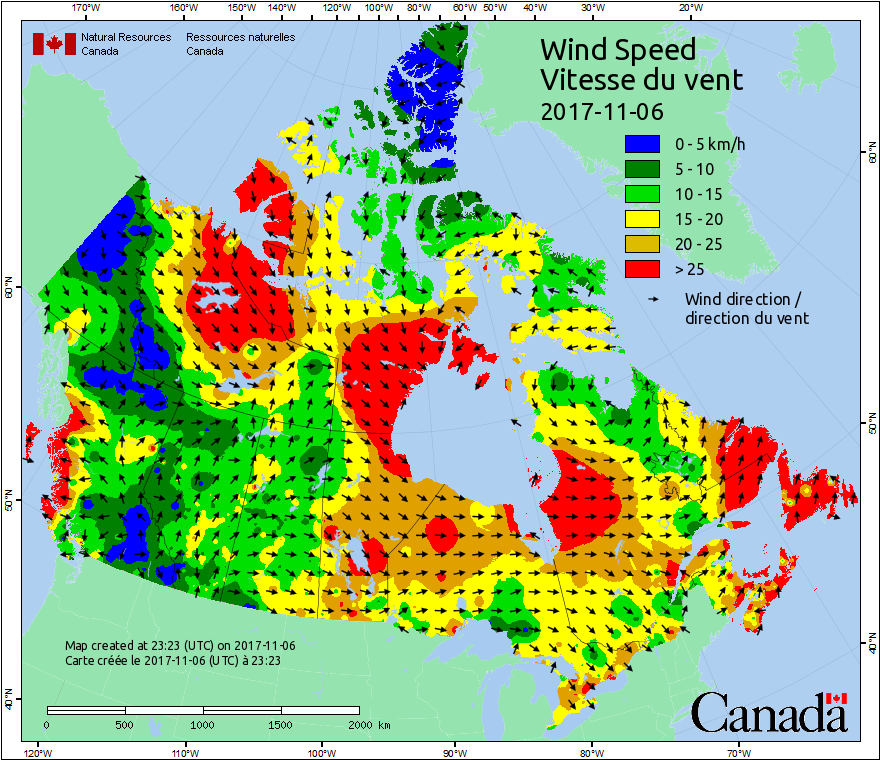 170°W 160°W 150°W 140°W 120°W 100°W 80°W 60°W 50°W 40°W 30°W 20°W
Natural Resources Ressources naturelles
Canada Canada
Wind Speed
Vitesse du vent
2017-11-06
0 - 5 km/h
5 - 10
10 - 15
15 - 20
20 - 25
> 25
Wind direction /
direction du vent
60°N
50°N
40°N
60°N
50°N
40°N
Map created at 23:23 (UTC) on 2017-11-06
Carte créée le 2017-11-06 (UTC) à 23:23
0 500 1000 1500 2000 km
Canada
120°W 110°W 100°W 90°W 80°W 70°W